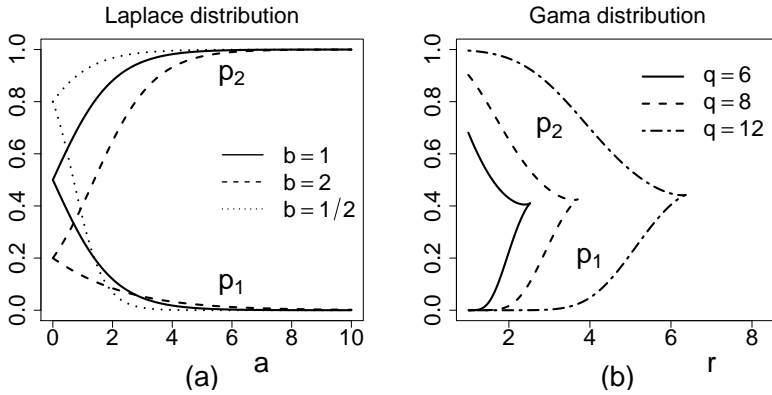 Laplace distribution
0.0 0.2 0.4 0.6 0.8 1.0
p2
b = 1
b = 2
b = 1/2
p1
0 2 4 6 8 10
a
(a)
Gama distribution
0.0 0.2 0.4 0.6 0.8 1.0
q = 6
q = 8
q = 12
p2
p1
2 4 6 8
r
(b)